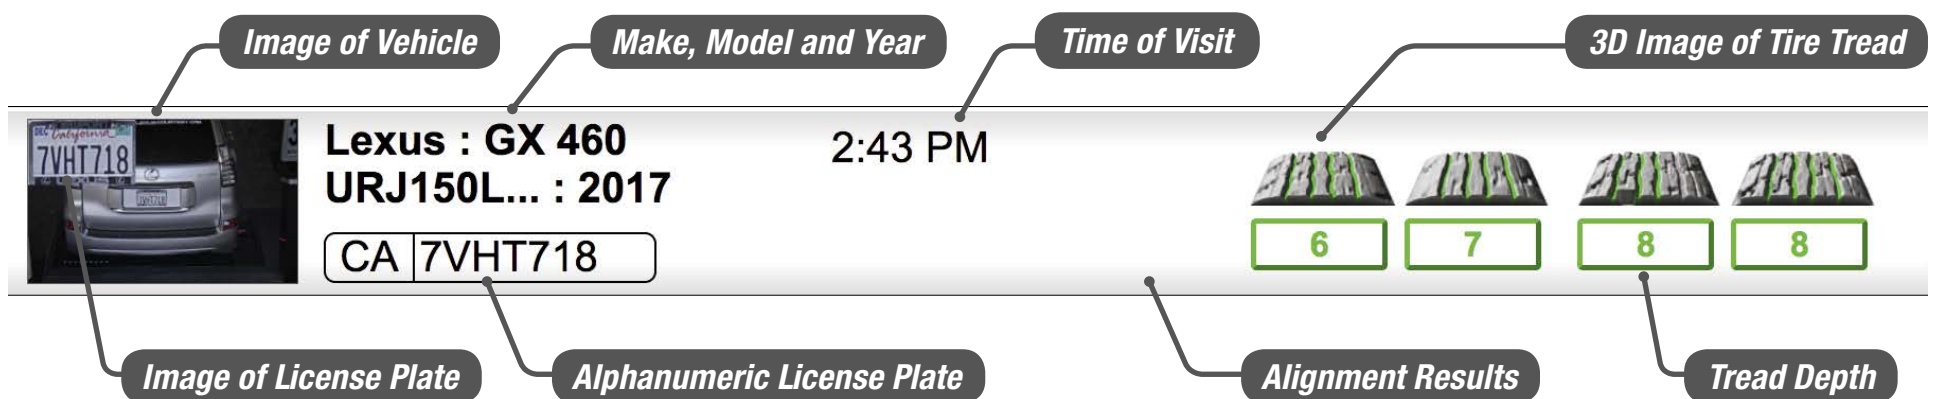 Image of Vehicle
Make, Model and Year
Time of Visit
3D Image of Tire Tread
DEC California
7VHT718
Lexus : GX 460
URJ150L... : 2017
2:43 PM
CA 7VHT718
6 7 8 8
Image of License Plate
Alphanumeric License Plate
Alignment Results
Tread Depth